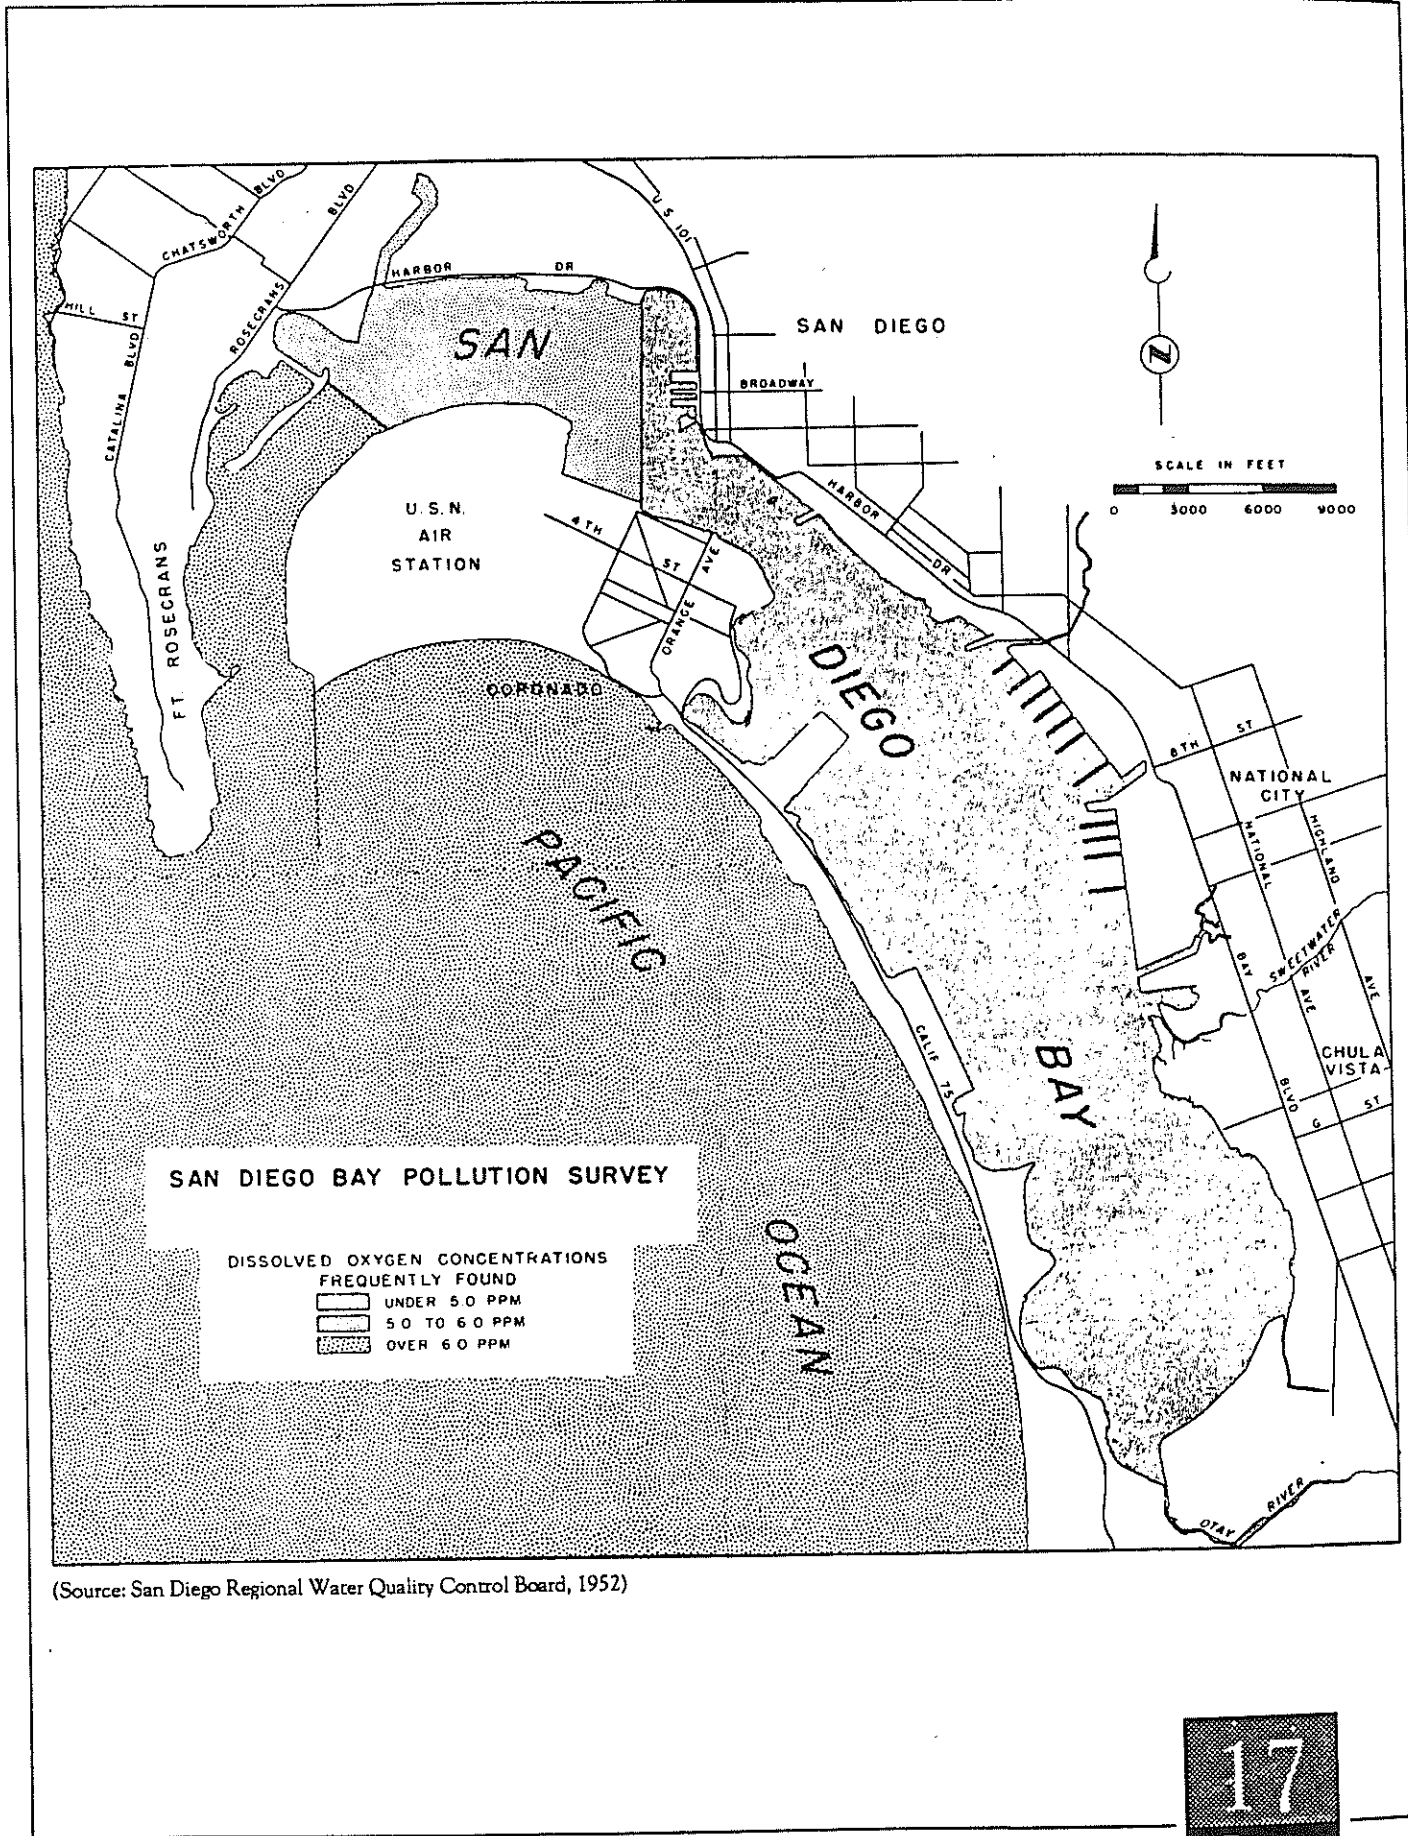 CHATSWORTH BLVD
ROSECRANS BLVD
U S 101
HARBOR DR
HILL ST
CATALINA BLVD
SAN DIEGO BAY
SAN DIEGO
BROADWAY
SCALE IN FEET
0 3000 6000 9000
HARBOR DR
U.S.N.
AIR
STATION
4 TH ST
ORANGE AVE
FT. ROSECRANS
CORONADO
8 TH ST
NATIONAL
CITY
NATIONAL AVE
HIGHLAND AVE
SWEETWATER
RIVER
BAY BLVD
CHULA
VISTA
G ST
CALIF 75
PACIFIC
OCEAN
SAN DIEGO BAY POLLUTION SURVEY
DISSOLVED OXYGEN CONCENTRATIONS
FREQUENTLY FOUND
UNDER 5.0 PPM
5.0 TO 6.0 PPM
OVER 6.0 PPM
OTAY RIVER
(Source: San Diego Regional Water Quality Control Board, 1952)
17